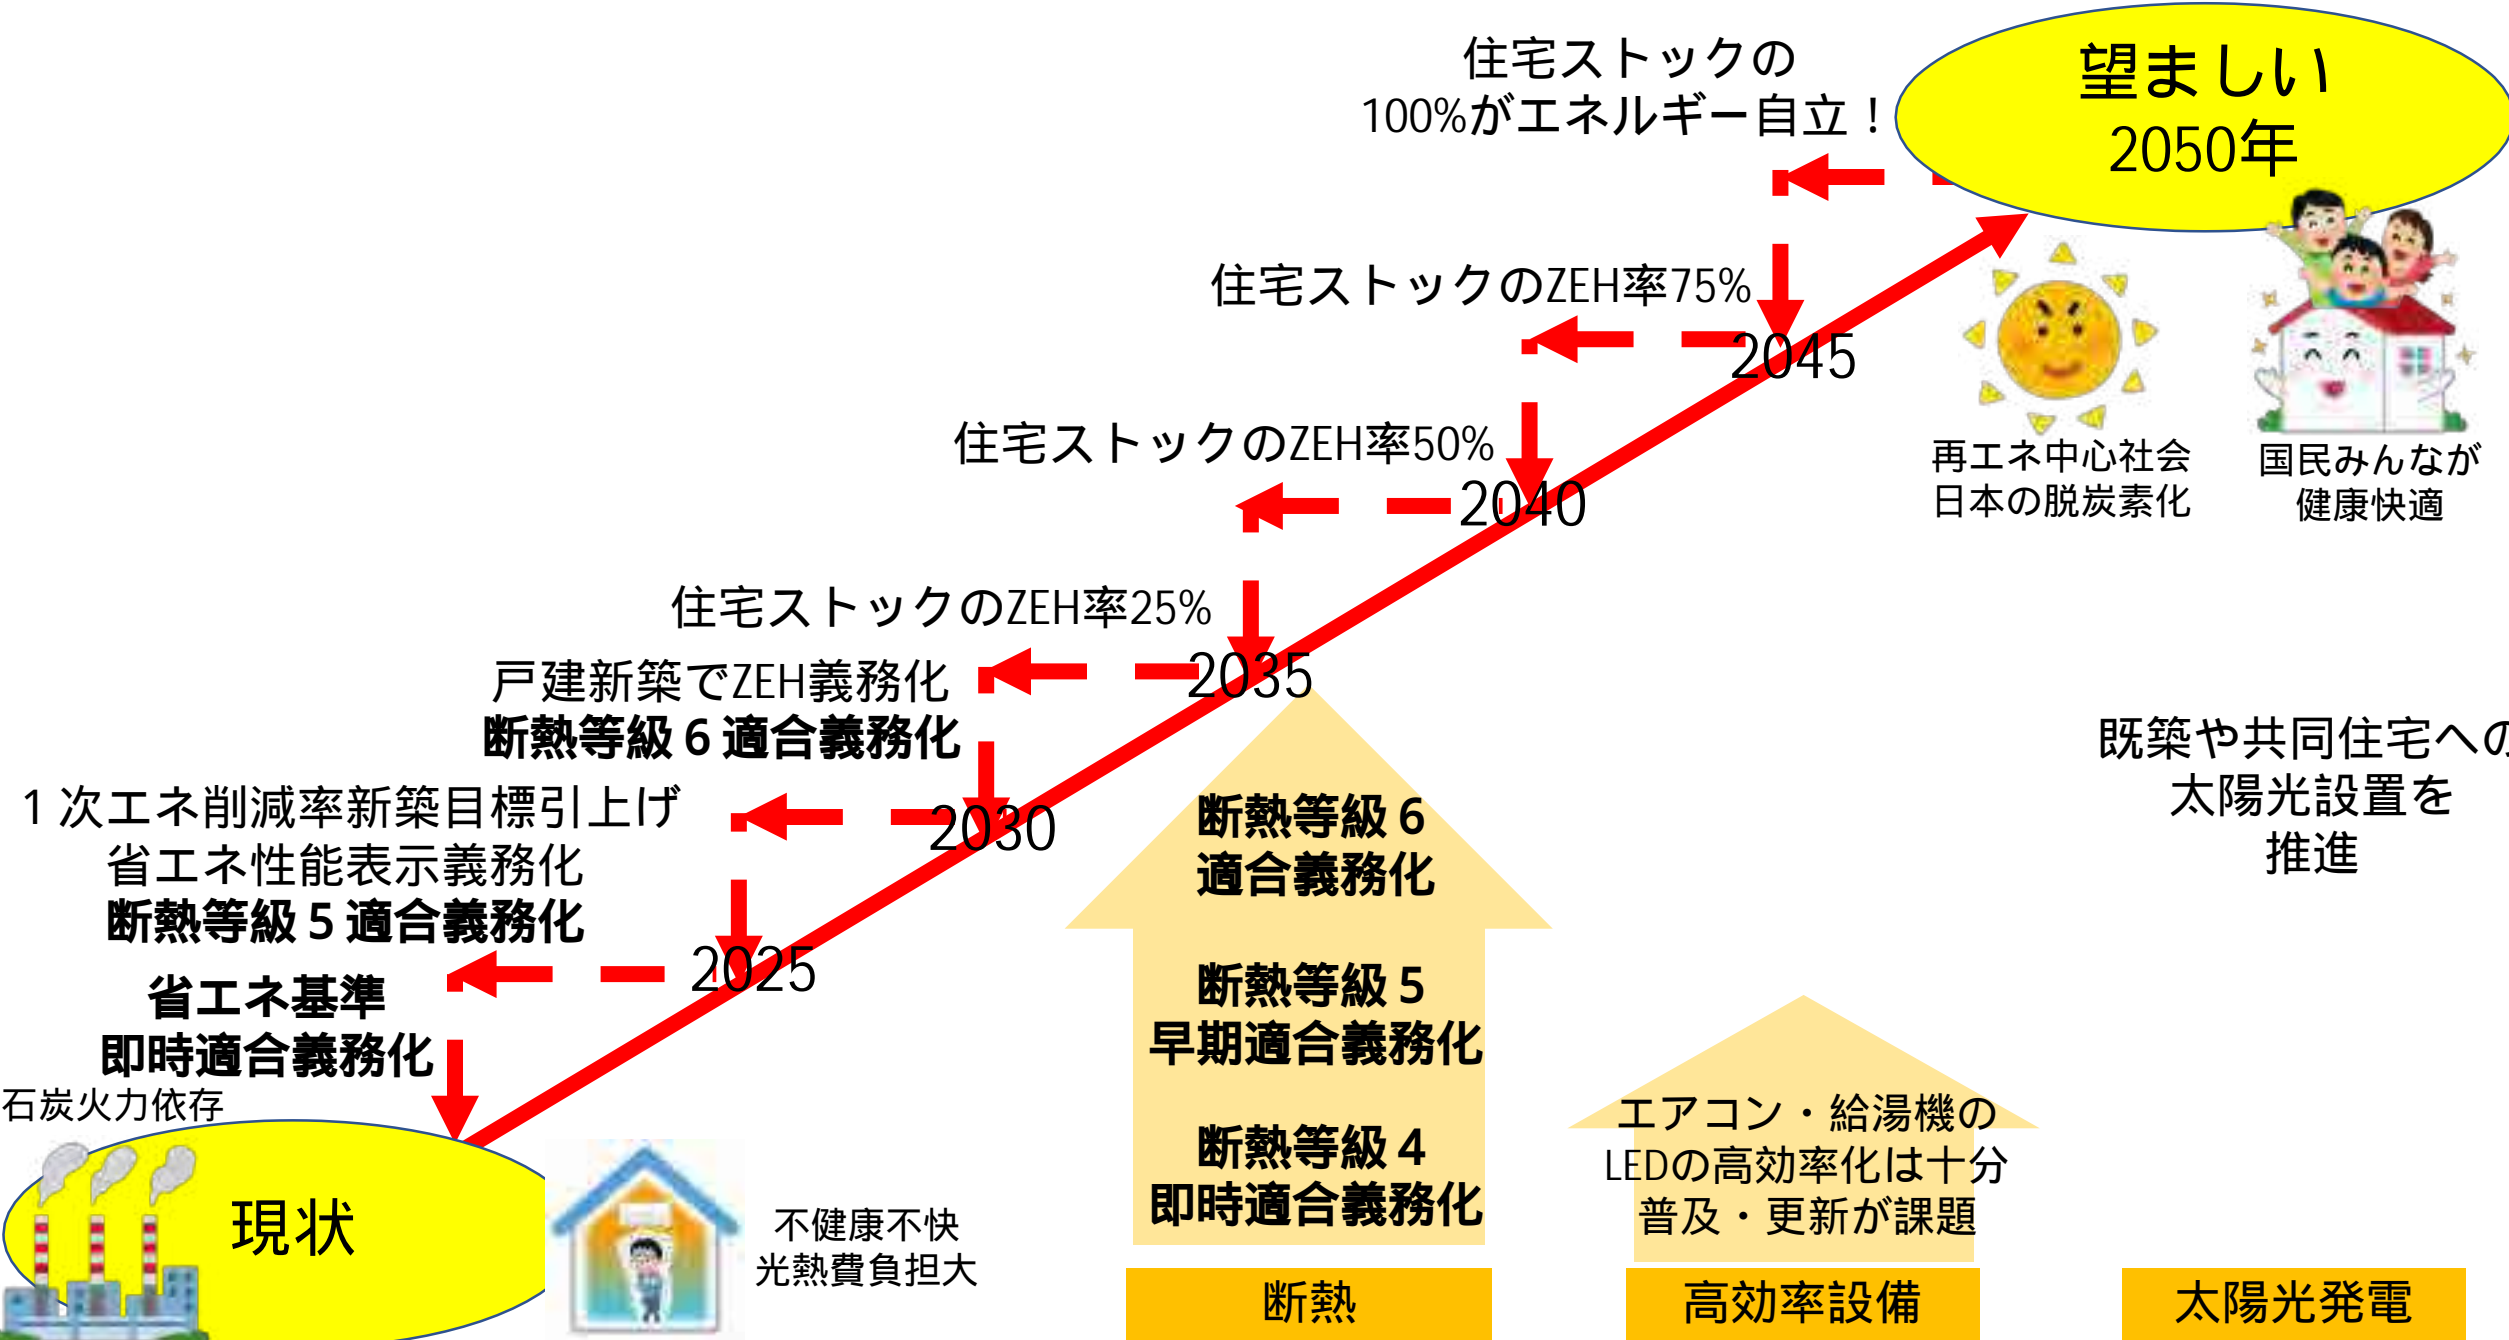 住宅ストックの
100%がエネルギー自立！
望ましい
2050年
住宅ストックのZEH率75%
2045
住宅ストックのZEH率50%
2040
再エネ中心社会
日本の脱炭素化
国民みんなが
健康快適
住宅ストックのZEH率25%
2035
戸建新築でZEH義務化
断熱等級６適合義務化
2030
１次エネ削減率新築目標引上げ
省エネ性能表示義務化
断熱等級５適合義務化
2025
省エネ基準
即時適合義務化
石炭火力依存
現状
不健康不快
光熱費負担大
断熱等級６
適合義務化
断熱等級５
早期適合義務化
断熱等級４
即時適合義務化
断熱
エアコン・給湯機の
LEDの高効率化は十分
普及・更新が課題
高効率設備
既築や共同住宅への
太陽光設置を
推進
太陽光発電